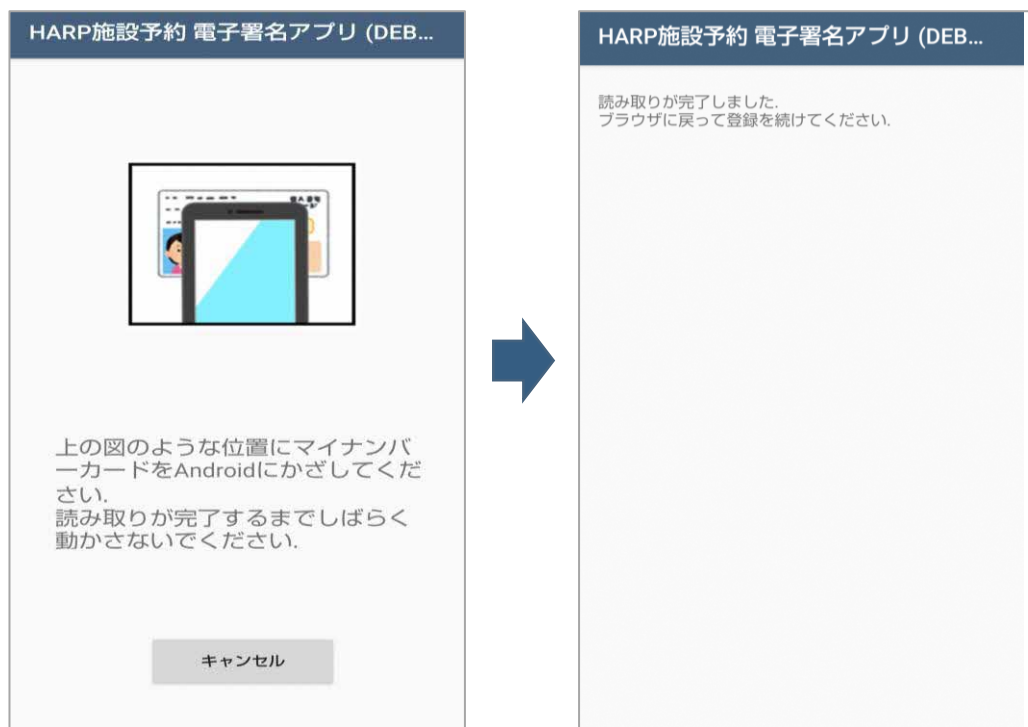 HARP施設予約 電子署名アプリ (DEB...
上の図のような位置にマイナンバ
ーカードをAndroidにかざしてくだ
さい.
読み取りが完了するまでしばらく
動かさないでください.
キャンセル
HARP施設予約 電子署名アプリ (DEB...
読み取りが完了しました.
ブラウザに戻って登録を続けてください.